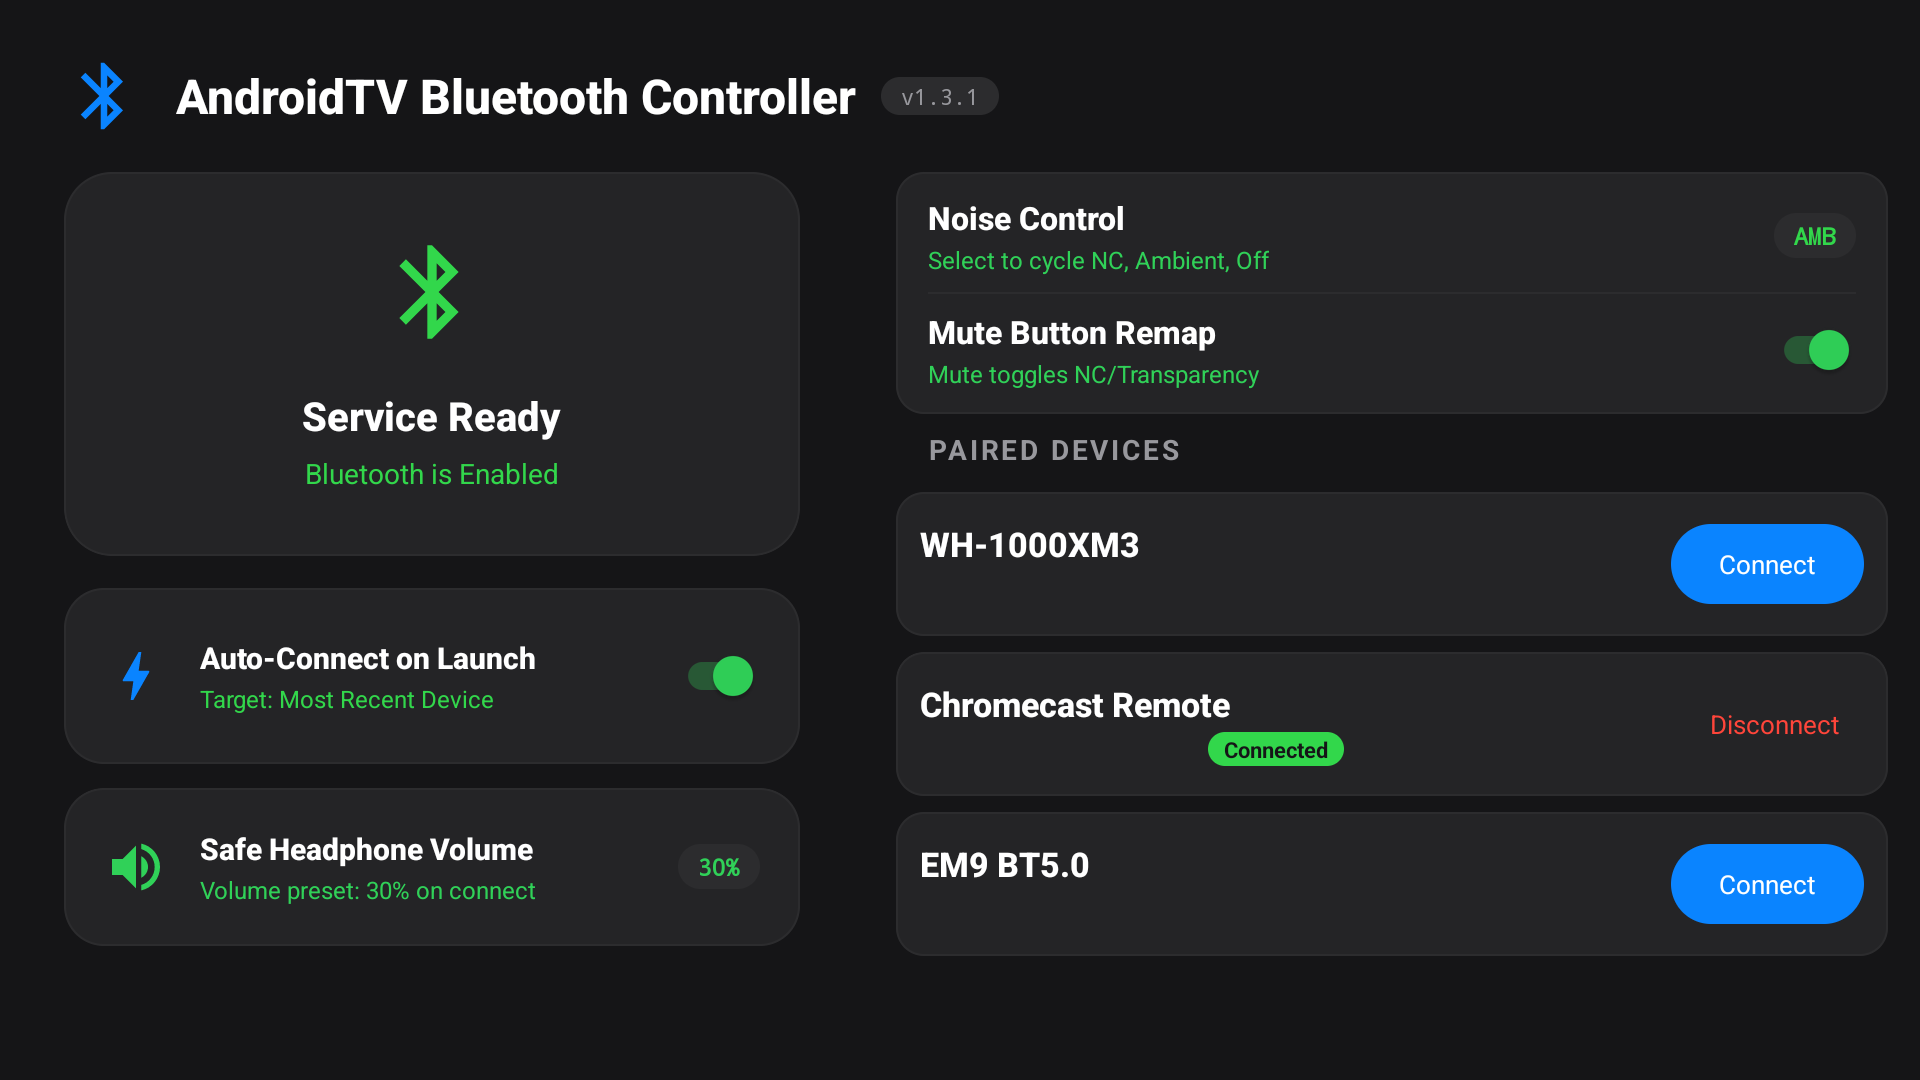 AndroidTV Bluetooth Controller
v1.3.1
Service Ready
Bluetooth is Enabled
Auto-Connect on Launch
Target: Most Recent Device
Safe Headphone Volume
Volume preset: 30% on connect
30%
Noise Control
Select to cycle NC, Ambient, Off
AMB
Mute Button Remap
Mute toggles NC/Transparency
PAIRED DEVICES
WH-1000XM3
Connect
Chromecast Remote
Connected
Disconnect
EM9 BT5.0
Connect